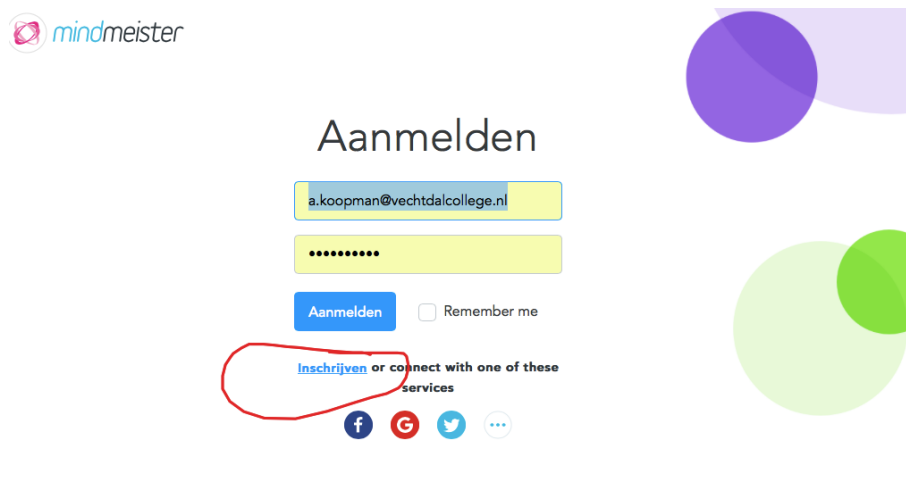 mindmeister
Aanmelden
a.koopman@vechtdalcollege.nl
••••••••••
Aanmelden
Remember me
Inschrijven or connect with one of these
services